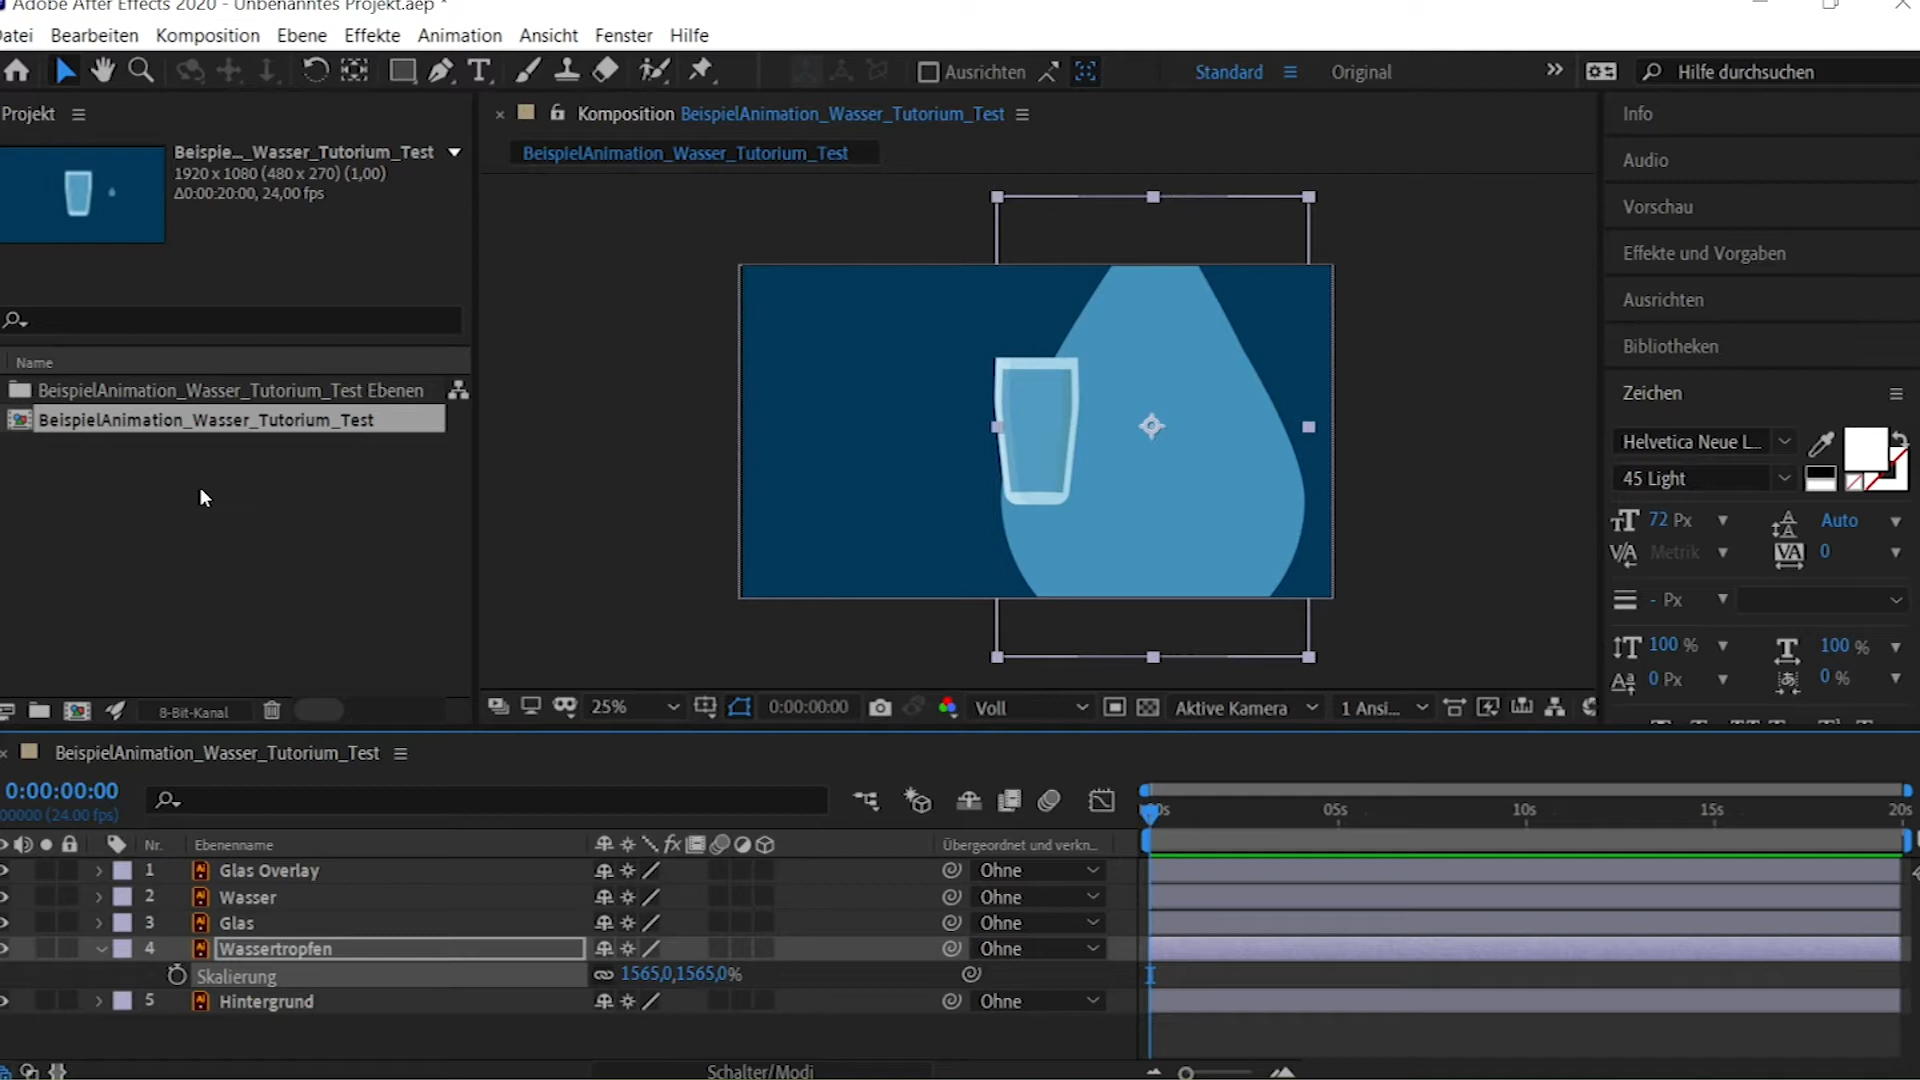 Adobe After Effects 2020 - Unbenanntes Projekt.aep *
Datei Bearbeiten Komposition Ebene Effekte Animation Ansicht Fenster Hilfe
Ausrichten Standard Original Hilfe durchsuchen
Projekt
Beispie..._Wasser_Tutorium_Test
1920 x 1080 (480 x 270) (1,00)
Δ0:00:20:00, 24,00 fps
Name
BeispielAnimation_Wasser_Tutorium_Test Ebenen
BeispielAnimation_Wasser_Tutorium_Test
8-Bit-Kanal
Komposition BeispielAnimation_Wasser_Tutorium_Test
BeispielAnimation_Wasser_Tutorium_Test
25% 0:00:00:00 Voll Aktive Kamera 1 Ansi...
Info
Audio
Vorschau
Effekte und Vorgaben
Ausrichten
Bibliotheken
Zeichen
Helvetica Neue L...
45 Light
72 Px Auto
Metrik 0
- Px
100 % 100 %
0 Px 0 %
BeispielAnimation_Wasser_Tutorium_Test
0:00:00:00
00000 (24.00 fps)
05s 10s 15s 20s
Nr. Ebenenname Übergeordnet und verkn...
1 Glas Overlay Ohne
2 Wasser Ohne
3 Glas Ohne
4 Wassertropfen Ohne
Skalierung 1565,0,1565,0%
5 Hintergrund Ohne
Schalter/Modi